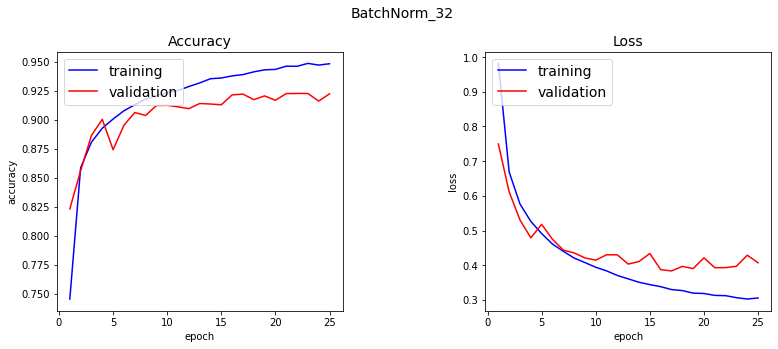 BatchNorm_32
Accuracy
training
validation
0.950
0.925
0.900
0.875
0.850
0.825
0.800
0.775
0.750
accuracy
0
5
10
15
20
25
epoch
Loss
training
validation
1.0
0.9
0.8
0.7
0.6
0.5
0.4
0.3
loss
0
5
10
15
20
25
epoch